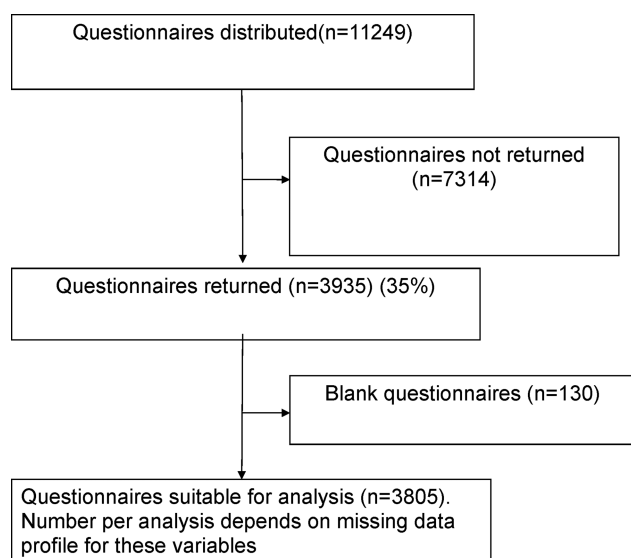 Questionnaires distributed(n=11249)
Questionnaires not returned
(n=7314)
Questionnaires returned (n=3935) (35%)
Blank questionnaires (n=130)
Questionnaires suitable for analysis (n=3805).
Number per analysis depends on missing data
profile for these variables